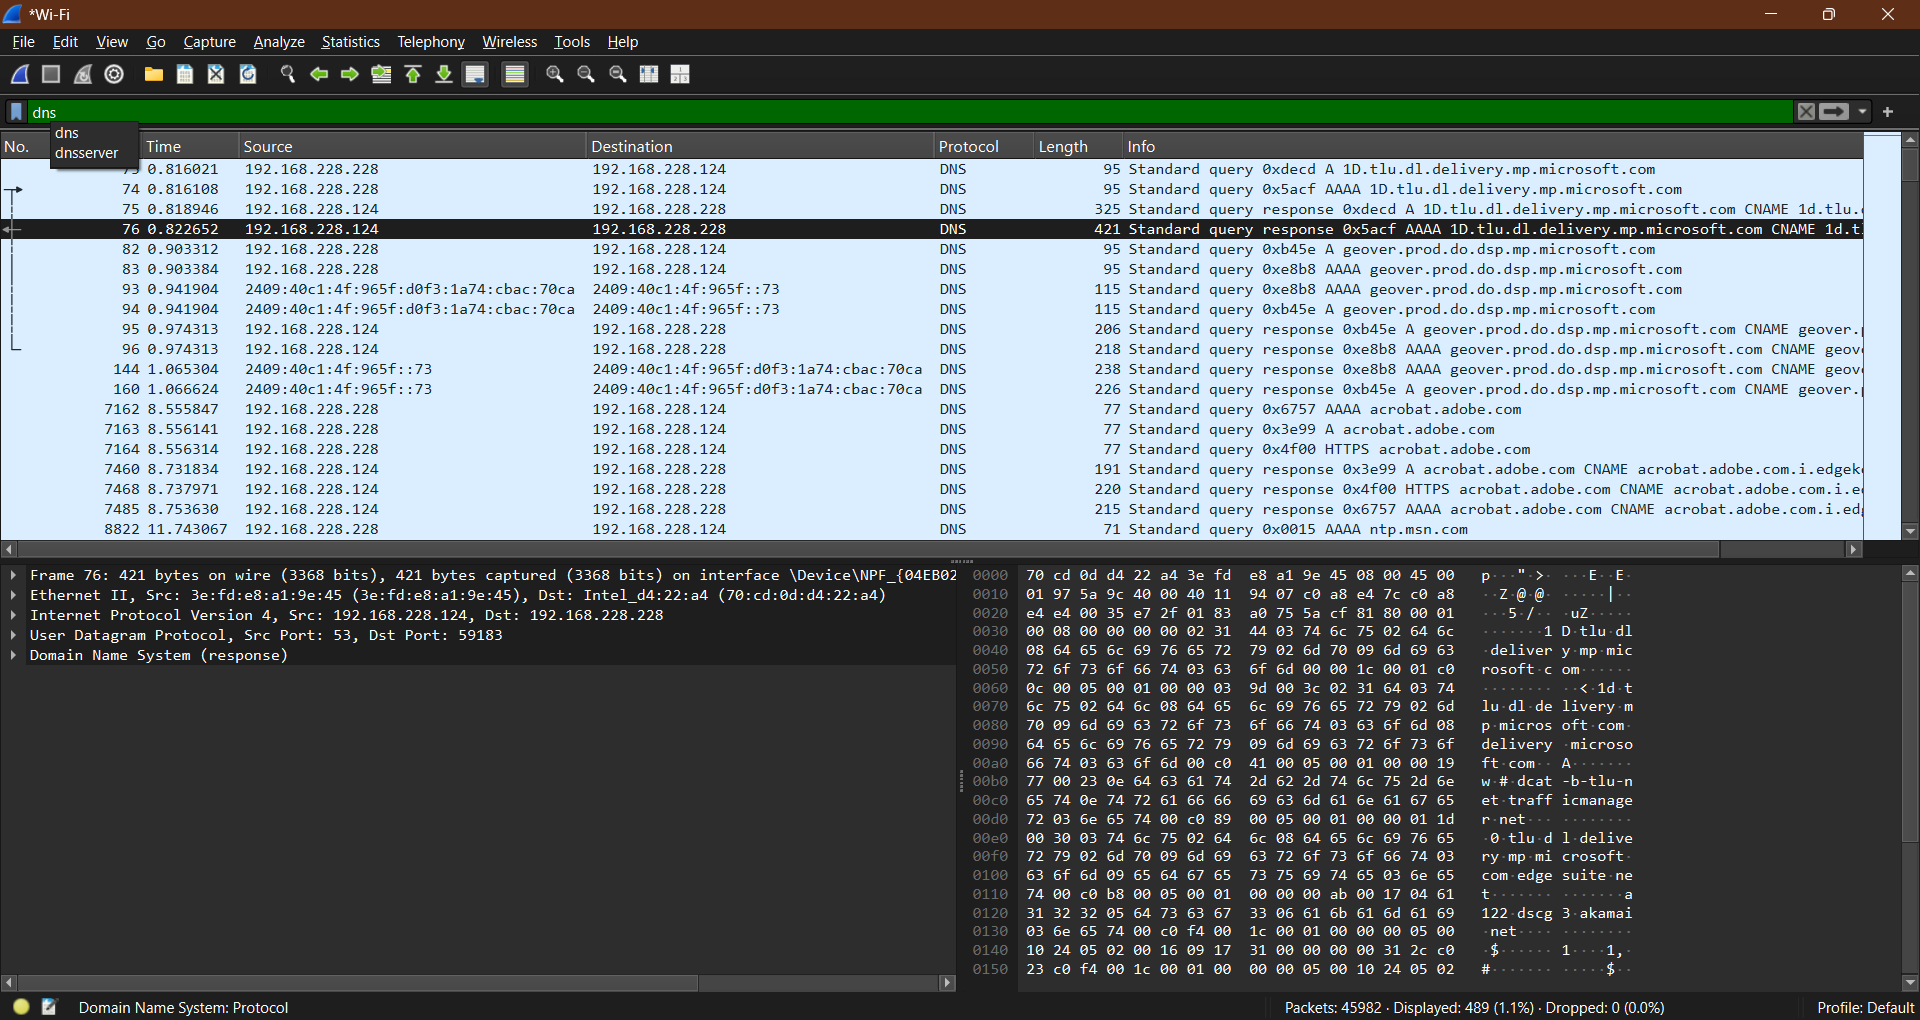 *Wi-Fi
File Edit View Go Capture Analyze Statistics Telephony Wireless Tools Help
dns
dns
dnsserver
No. Time Source Destination Protocol Length Info
73 0.816021 192.168.228.228 192.168.228.124 DNS 95 Standard query 0xdecd A 1D.tlu.dl.delivery.mp.microsoft.com
74 0.816108 192.168.228.228 192.168.228.124 DNS 95 Standard query 0x5acf AAAA 1D.tlu.dl.delivery.mp.microsoft.com
75 0.818946 192.168.228.124 192.168.228.228 DNS 325 Standard query response 0xdecd A 1D.tlu.dl.delivery.mp.microsoft.com CNAME 1d.tlu.
76 0.822652 192.168.228.124 192.168.228.228 DNS 421 Standard query response 0x5acf AAAA 1D.tlu.dl.delivery.mp.microsoft.com CNAME 1d.tl
82 0.903312 192.168.228.228 192.168.228.124 DNS 95 Standard query 0xb45e A geover.prod.do.dsp.mp.microsoft.com
83 0.903384 192.168.228.228 192.168.228.124 DNS 95 Standard query 0xe8b8 AAAA geover.prod.do.dsp.mp.microsoft.com
93 0.941904 2409:40c1:4f:965f:d0f3:1a74:cbac:70ca 2409:40c1:4f:965f::73 DNS 115 Standard query 0xe8b8 AAAA geover.prod.do.dsp.mp.microsoft.com
94 0.941904 2409:40c1:4f:965f:d0f3:1a74:cbac:70ca 2409:40c1:4f:965f::73 DNS 115 Standard query 0xb45e A geover.prod.do.dsp.mp.microsoft.com
95 0.974313 192.168.228.124 192.168.228.228 DNS 206 Standard query response 0xb45e A geover.prod.do.dsp.mp.microsoft.com CNAME geover.
96 0.974313 192.168.228.124 192.168.228.228 DNS 218 Standard query response 0xe8b8 AAAA geover.prod.do.dsp.mp.microsoft.com CNAME geov
144 1.065304 2409:40c1:4f:965f::73 2409:40c1:4f:965f:d0f3:1a74:cbac:70ca DNS 238 Standard query response 0xe8b8 AAAA geover.prod.do.dsp.mp.microsoft.com CNAME geov
160 1.066624 2409:40c1:4f:965f::73 2409:40c1:4f:965f:d0f3:1a74:cbac:70ca DNS 226 Standard query response 0xb45e A geover.prod.do.dsp.mp.microsoft.com CNAME geover.
7162 8.555847 192.168.228.228 192.168.228.124 DNS 77 Standard query 0x6757 AAAA acrobat.adobe.com
7163 8.556141 192.168.228.228 192.168.228.124 DNS 77 Standard query 0x3e99 A acrobat.adobe.com
7164 8.556314 192.168.228.228 192.168.228.124 DNS 77 Standard query 0x4f00 HTTPS acrobat.adobe.com
7460 8.731834 192.168.228.124 192.168.228.228 DNS 191 Standard query response 0x3e99 A acrobat.adobe.com CNAME acrobat.adobe.com.i.edgek
7468 8.737971 192.168.228.124 192.168.228.228 DNS 220 Standard query response 0x4f00 HTTPS acrobat.adobe.com CNAME acrobat.adobe.com.i.e
7485 8.753630 192.168.228.124 192.168.228.228 DNS 215 Standard query response 0x6757 AAAA acrobat.adobe.com CNAME acrobat.adobe.com.i.ed
8822 11.743067 192.168.228.228 192.168.228.124 DNS 71 Standard query 0x0015 AAAA ntp.msn.com
Frame 76: 421 bytes on wire (3368 bits), 421 bytes captured (3368 bits) on interface \Device\NPF_{04EB02
Ethernet II, Src: 3e:fd:e8:a1:9e:45 (3e:fd:e8:a1:9e:45), Dst: Intel_d4:22:a4 (70:cd:0d:d4:22:a4)
Internet Protocol Version 4, Src: 192.168.228.124, Dst: 192.168.228.228
User Datagram Protocol, Src Port: 53, Dst Port: 59183
Domain Name System (response)
0000 70 cd 0d d4 22 a4 3e fd e8 a1 9e 45 08 00 45 00 p···"·>· ···E··E·
0010 01 97 5a 9c 40 00 40 11 94 07 c0 a8 e4 7c c0 a8 ··Z·@·@· ·····|··
0020 e4 e4 00 35 e7 2f 01 83 a0 75 5a cf 81 80 00 01 ···5·/·· ·uZ·····
0030 00 08 00 00 00 00 02 31 44 03 74 6c 75 02 64 6c ·······1 D·tlu·dl
0040 08 64 65 6c 69 76 65 72 79 02 6d 70 09 6d 69 63 ·deliver y·mp·mic
0050 72 6f 73 6f 66 74 03 63 6f 6d 00 00 1c 00 01 c0 rosoft·c om······
0060 0c 00 05 00 01 00 00 03 9d 00 3c 02 31 64 03 74 ········ ··<·1d·t
0070 6c 75 02 64 6c 08 64 65 6c 69 76 65 72 79 02 6d lu·dl·de livery·m
0080 70 09 6d 69 63 72 6f 73 6f 66 74 03 63 6f 6d 08 p·micros oft·com·
0090 64 65 6c 69 76 65 72 79 09 6d 69 63 72 6f 73 6f delivery ·microso
00a0 66 74 03 63 6f 6d 00 c0 41 00 05 00 01 00 00 19 ft·com·· A·······
00b0 77 00 23 0e 64 63 61 74 2d 62 2d 74 6c 75 2d 6e w·#·dcat -b-tlu-n
00c0 65 74 0e 74 72 61 66 66 69 63 6d 61 6e 61 67 65 et·traff icmanage
00d0 72 03 6e 65 74 00 c0 89 00 05 00 01 00 00 01 1d r·net··· ········
00e0 00 30 03 74 6c 75 02 64 6c 08 64 65 6c 69 76 65 ·0·tlu·d l·delive
00f0 72 79 02 6d 70 09 6d 69 63 72 6f 73 6f 66 74 03 ry·mp·mi crosoft·
0100 63 6f 6d 09 65 64 67 65 73 75 69 74 65 03 6e 65 com·edge suite·ne
0110 74 00 c0 b8 00 05 00 01 00 00 00 ab 00 17 04 61 t······· ·······a
0120 31 32 32 05 64 73 63 67 33 06 61 6b 61 6d 61 69 122·dscg 3·akamai
0130 03 6e 65 74 00 c0 f4 00 1c 00 01 00 00 00 05 00 ·net···· ········
0140 10 24 05 02 00 16 09 17 31 00 00 00 00 31 2c c0 ·$······ 1····1,·
0150 23 c0 f4 00 1c 00 01 00 00 00 05 00 10 24 05 02 #······· ·····$··
Domain Name System: Protocol
Packets: 45982 · Displayed: 489 (1.1%) · Dropped: 0 (0.0%)
Profile: Default